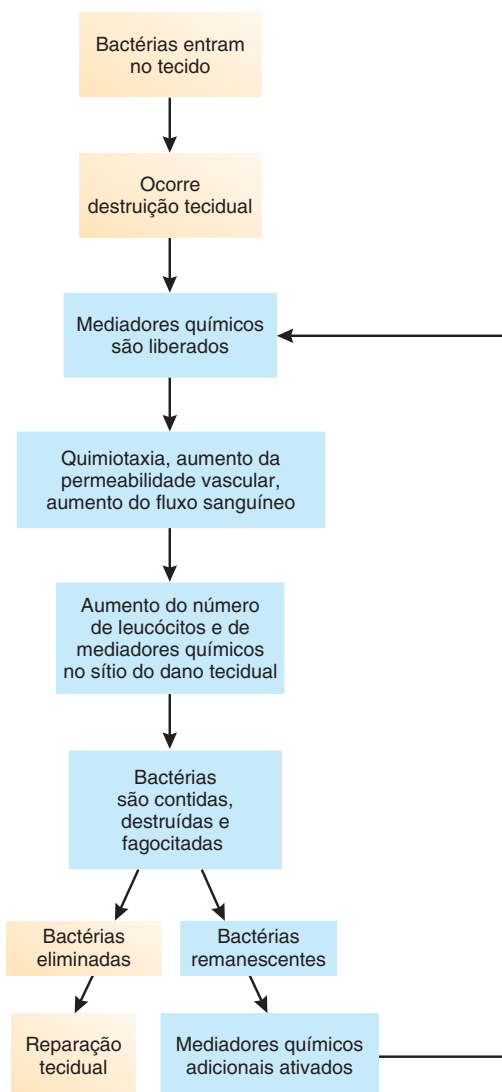 Bactérias entram
no tecido
Ocorre
destruição tecidual
Mediadores químicos
são liberados
Quimiotaxia, aumento da
permeabilidade vascular,
aumento do fluxo sanguíneo
Aumento do número
de leucócitos e de
mediadores químicos
no sítio do dano tecidual
Bactérias
são contidas,
destruídas e
fagocitadas
Bactérias
eliminadas
Bactérias
remanescentes
Reparação
tecidual
Mediadores químicos
adicionais ativados